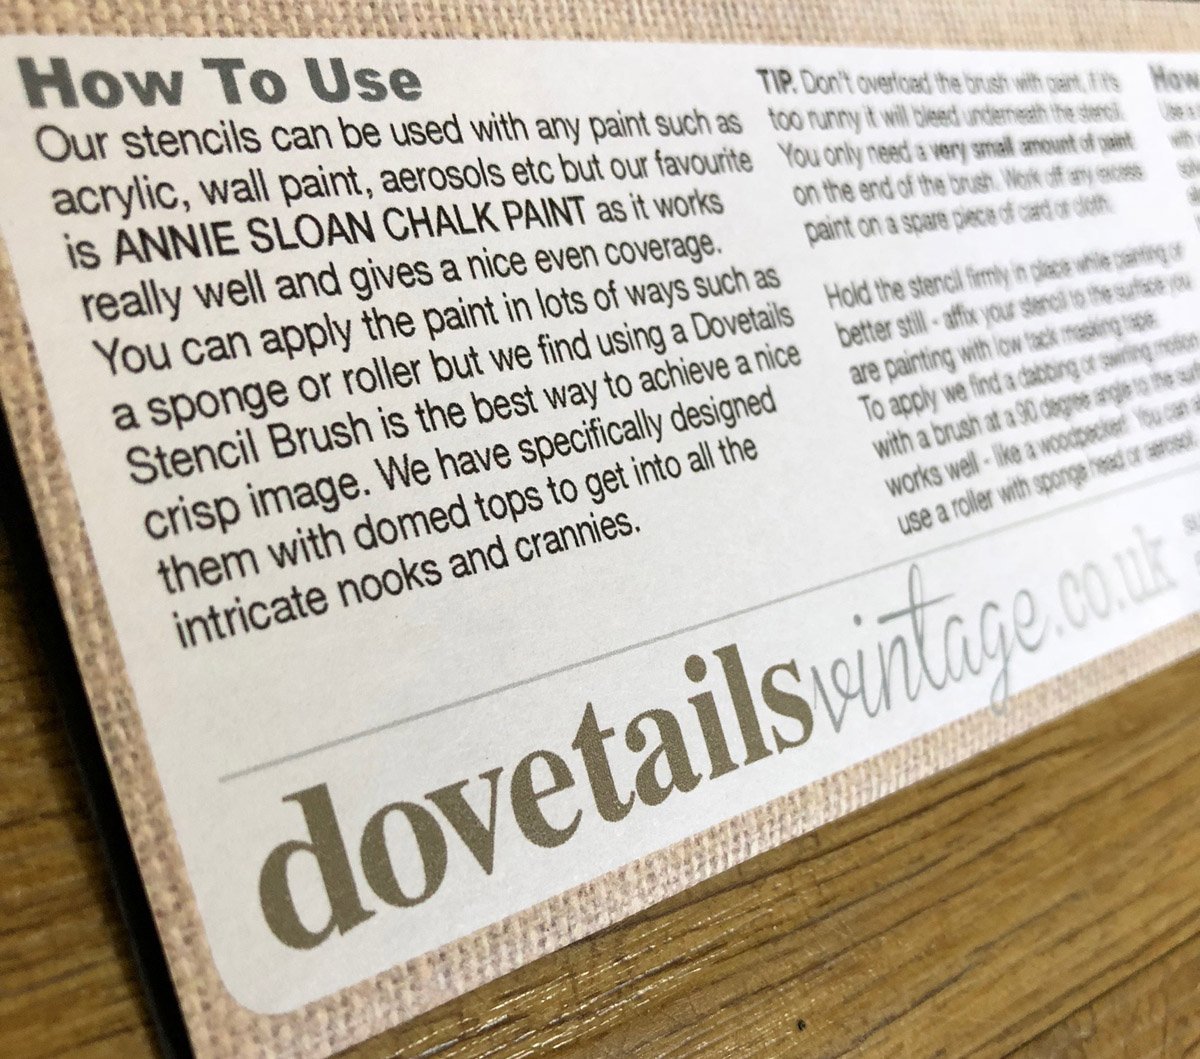 How To Use
Our stencils can be used with any paint such as
acrylic, wall paint, aerosols etc but our favourite
is ANNIE SLOAN CHALK PAINT as it works
really well and gives a nice even coverage.
You can apply the paint in lots of ways such as
a sponge or roller but we find using a Dovetails
Stencil Brush is the best way to achieve a nice
crisp image. We have specifically designed
them with domed tops to get into all the
intricate nooks and crannies.
TIP. Don't overload the brush with paint, if it's
too runny it will bleed underneath the stencil.
You only need a very small amount of paint
on the end of the brush. Work off any excess
paint on a spare piece of card or cloth.
Hold the stencil firmly in place while painting or
better still - affix your stencil to the surface you
are painting with low tack masking tape.
To apply we find a dabbing or swirling motion
with a brush at a 90 degree angle to the
works well - like a woodpecker! You can
use a roller with sponge head or aerosol
How
Use
with
dovetailsvintage.co.uk